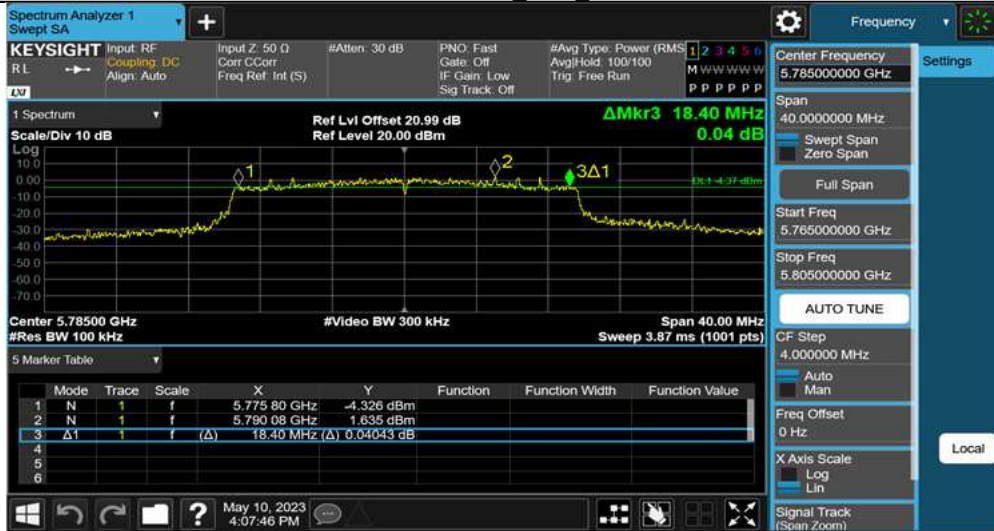 Spectrum Analyzer 1
Swept SA
Frequency
KEYSIGHT
RL
LXI
Input: RF
Coupling: DC
Align: Auto
Input Z: 50 Ω
Corr CCorr
Freq Ref: Int (S)
#Atten: 30 dB
PNO: Fast
Gate: Off
IF Gain: Low
Sig Track: Off
#Avg Type: Power (RMS
Avg|Hold: 100/100
Trig: Free Run
1 2 3 4 5 6
M W W W W W
P P P P P P
1 Spectrum
Scale/Div 10 dB
Ref Lvl Offset 20.99 dB
Ref Level 20.00 dBm
ΔMkr3 18.40 MHz
0.04 dB
Log
10.0
0.00
-10.0
-20.0
-30.0
-40.0
-50.0
-60.0
-70.0
1
2
3Δ1
DL1 -4.37 dBm
Center 5.78500 GHz
#Res BW 100 kHz
#Video BW 300 kHz
Span 40.00 MHz
Sweep 3.87 ms (1001 pts)
5 Marker Table
Mode Trace Scale X Y Function Function Width Function Value
1 N 1 f 5.775 80 GHz -4.326 dBm
2 N 1 f 5.790 08 GHz 1.635 dBm
3 Δ1 1 f (Δ) 18.40 MHz (Δ) 0.04043 dB
4
5
6
May 10, 2023
4:07:46 PM
Center Frequency
5.785000000 GHz
Settings
Span
40.0000000 MHz
Swept Span
Zero Span
Full Span
Start Freq
5.765000000 GHz
Stop Freq
5.805000000 GHz
AUTO TUNE
CF Step
4.000000 MHz
Auto
Man
Freq Offset
0 Hz
Local
X Axis Scale
Log
Lin
Signal Track
(Span Zoom)